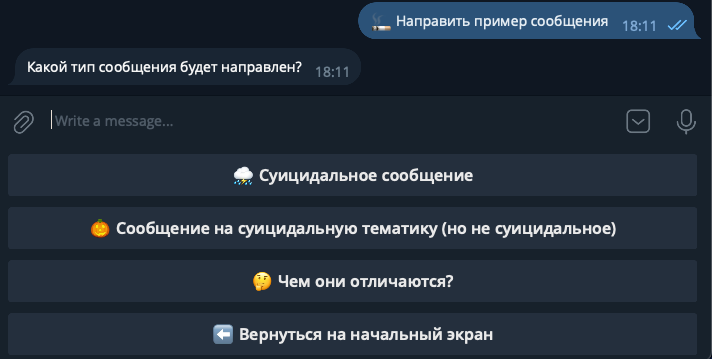 Направить пример сообщения 18:11
Какой тип сообщения будет направлен? 18:11
Write a message...
🌩 Суицидальное сообщение
🎃 Сообщение на суицидальную тематику (но не суицидальное)
🤔 Чем они отличаются?
⬅️ Вернуться на начальный экран